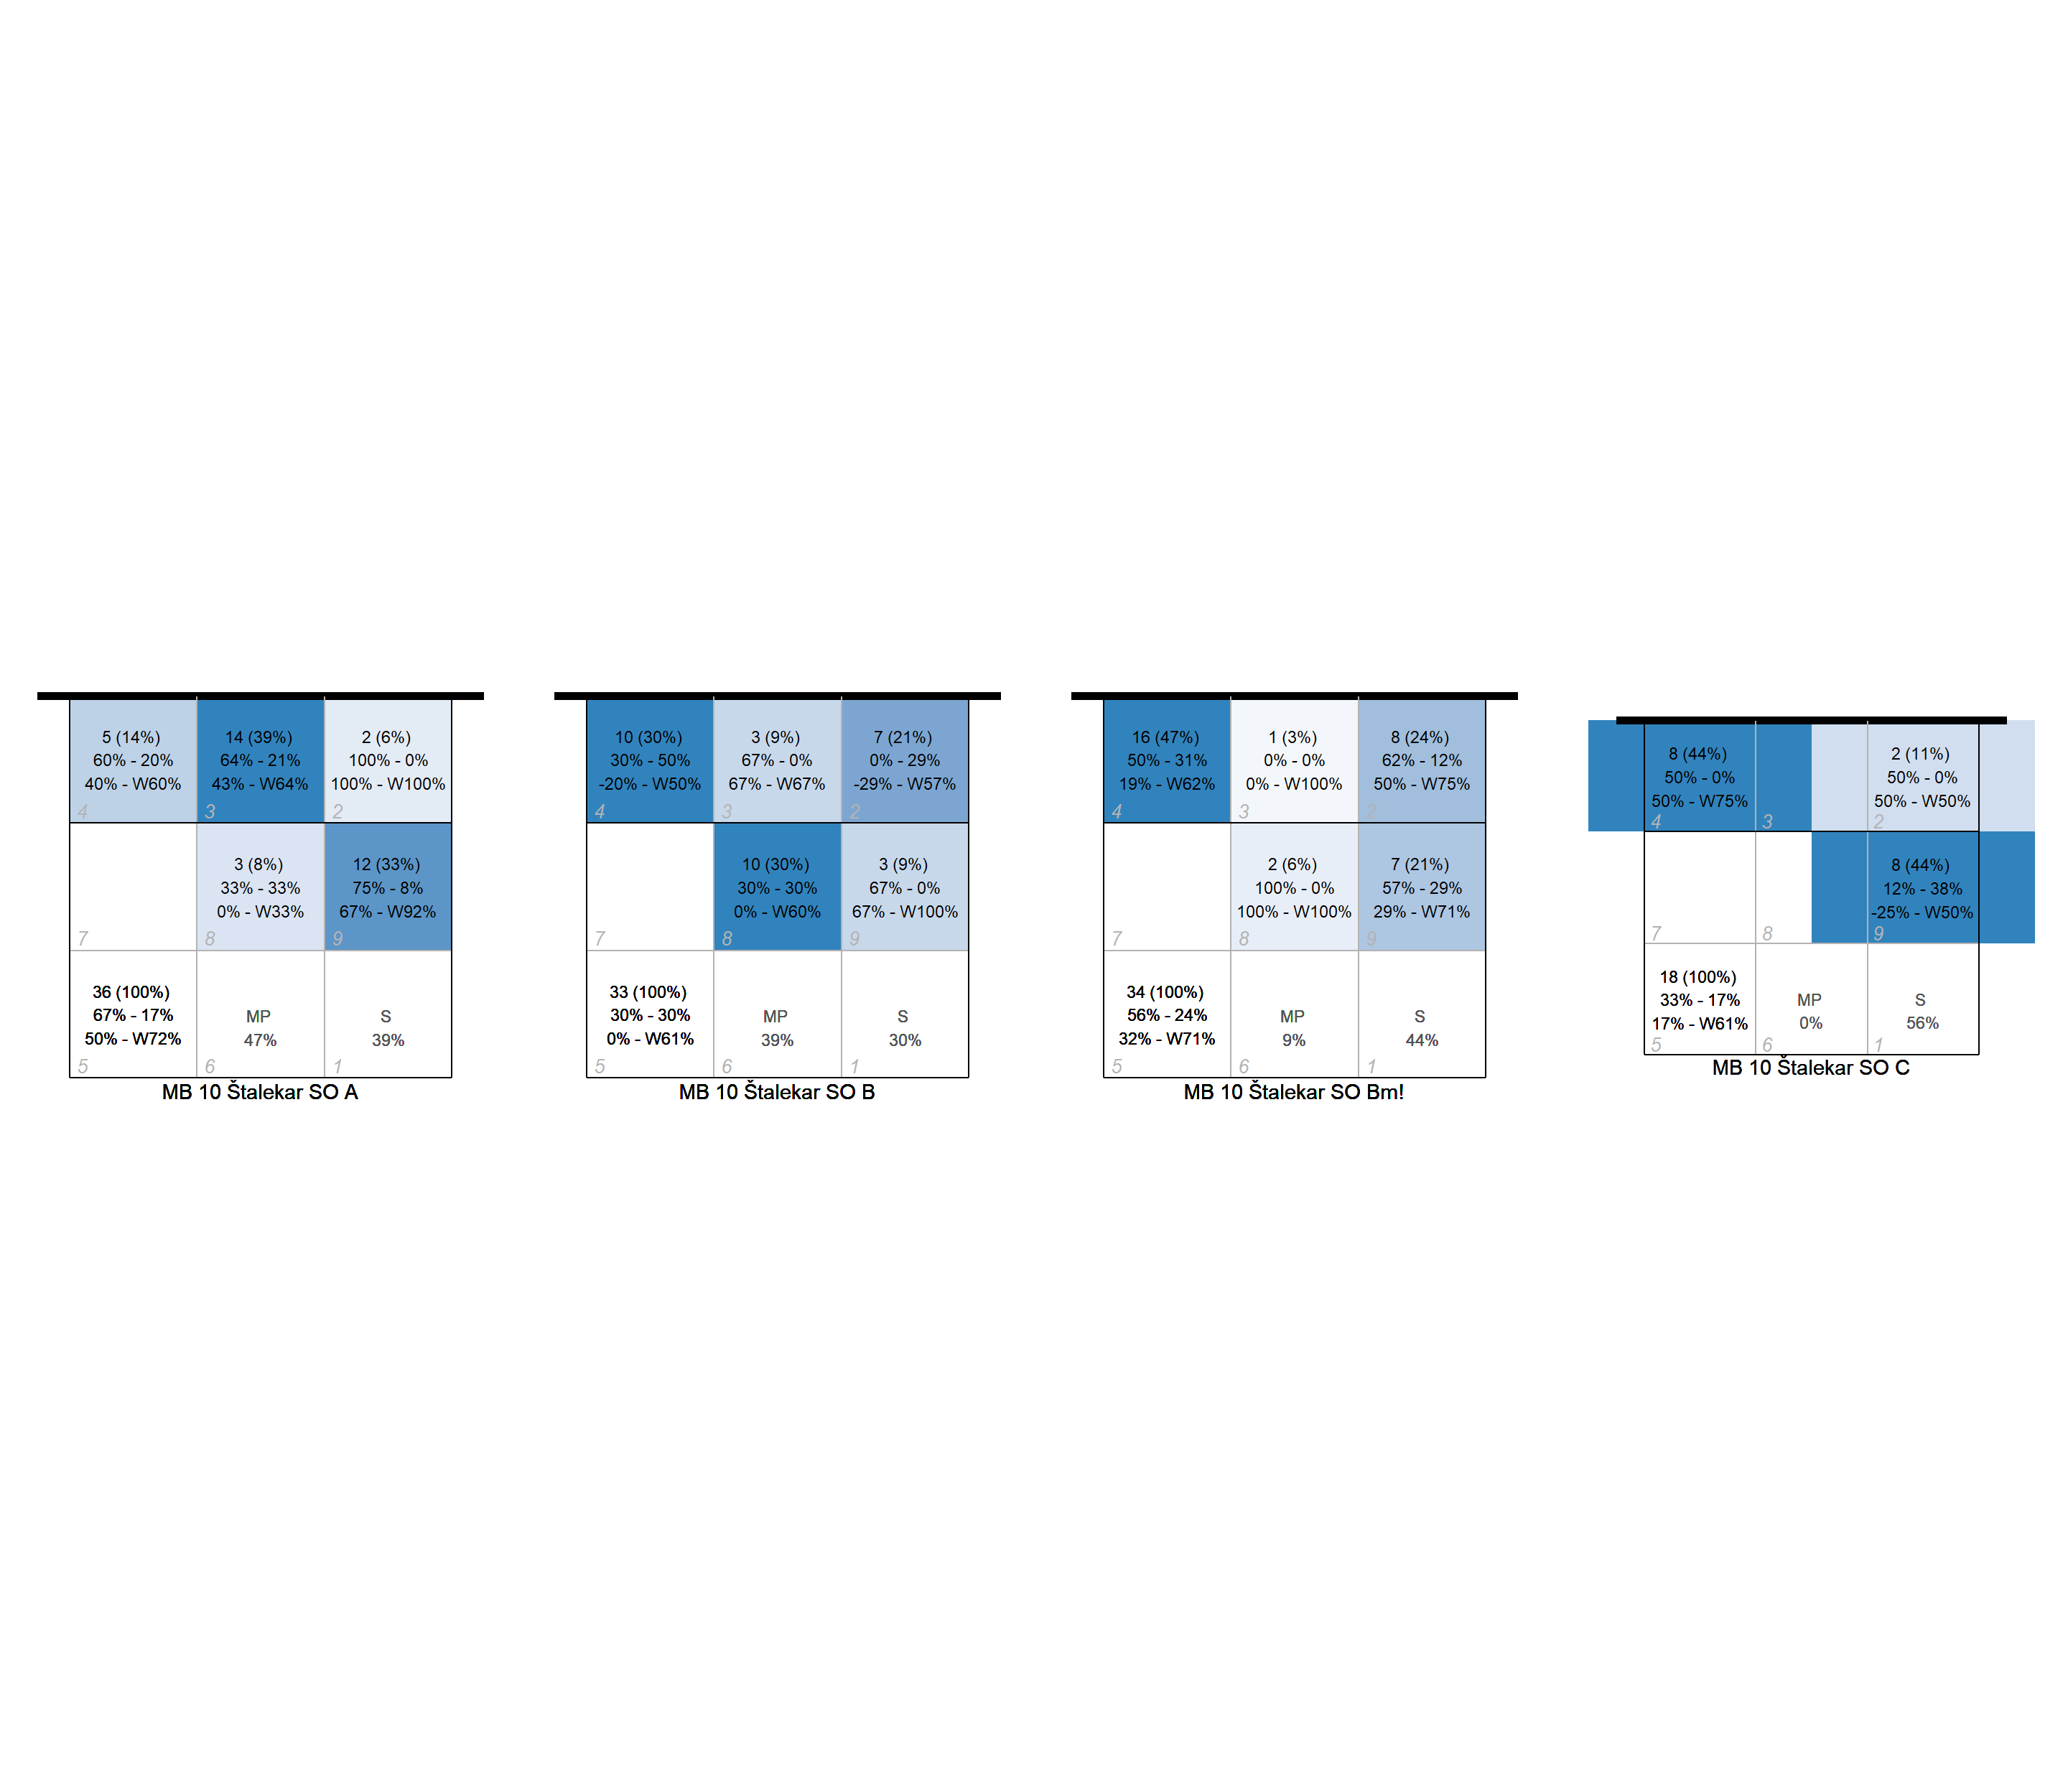 5 (14%)
60% - 20%
40% - W60%
4
14 (39%)
64% - 21%
43% - W64%
3
2 (6%)
100% - 0%
100% - W100%
2
7
3 (8%)
33% - 33%
0% - W33%
8
12 (33%)
75% - 8%
67% - W92%
9
36 (100%)
67% - 17%
50% - W72%
5
MP
47%
6
S
39%
1
MB 10 Štalekar SO A
10 (30%)
30% - 50%
-20% - W50%
4
3 (9%)
67% - 0%
67% - W67%
3
7 (21%)
0% - 29%
-29% - W57%
2
7
10 (30%)
30% - 30%
0% - W60%
8
3 (9%)
67% - 0%
67% - W100%
9
33 (100%)
30% - 30%
0% - W61%
5
MP
39%
6
S
30%
1
MB 10 Štalekar SO B
16 (47%)
50% - 31%
19% - W62%
4
1 (3%)
0% - 0%
0% - W100%
3
8 (24%)
62% - 12%
50% - W75%
2
7
2 (6%)
100% - 0%
100% - W100%
8
7 (21%)
57% - 29%
29% - W71%
9
34 (100%)
56% - 24%
32% - W71%
5
MP
9%
6
S
44%
1
MB 10 Štalekar SO Bm!
8 (44%)
50% - 0%
50% - W75%
4
3
2 (11%)
50% - 0%
50% - W50%
2
7
8
8 (44%)
12% - 38%
-25% - W50%
9
18 (100%)
33% - 17%
17% - W61%
5
MP
0%
6
S
56%
1
MB 10 Štalekar SO C